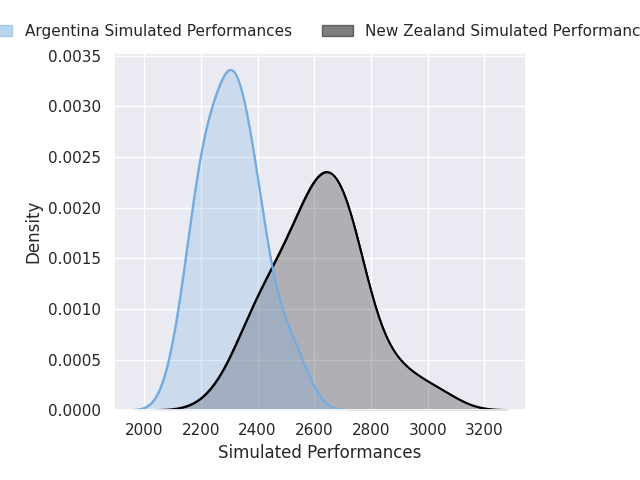 Argentina Simulated Performances New Zealand Simulated Performanc
0.0035
0.0030
0.0025
0.0020
0.0015
0.0010
0.0005
0.0000
Density
2000 2200 2400 2600 2800 3000 3200
Simulated Performances